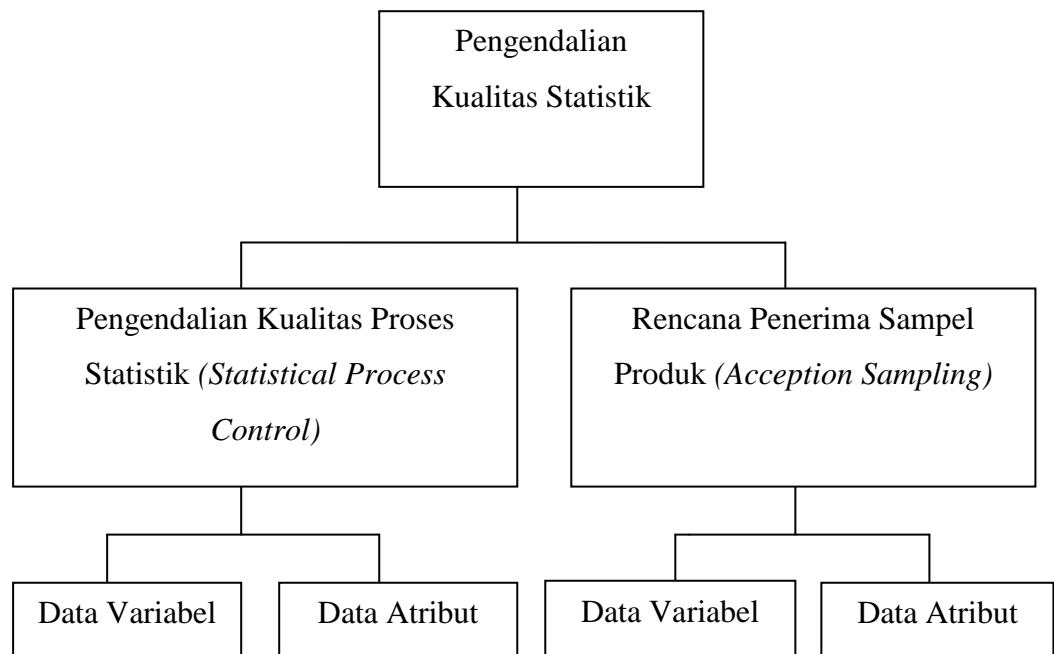 Pengendalian
Kualitas Statistik
Pengendalian Kualitas Proses
Statistik (Statistical Process
Control)
Rencana Penerima Sampel
Produk (Acception Sampling)
Data Variabel
Data Atribut
Data Variabel
Data Atribut